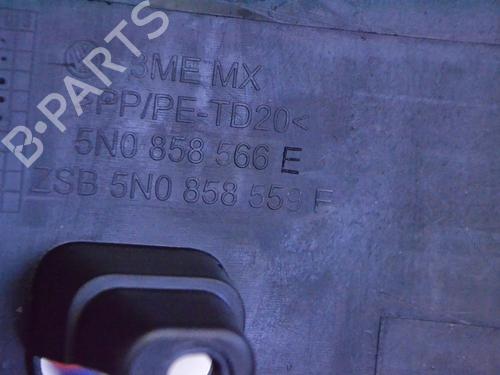 B-PARTS
3ME MX
>PP/PE-TD20<
5N0 858 566 E
ZSB 5N0 858 559 E